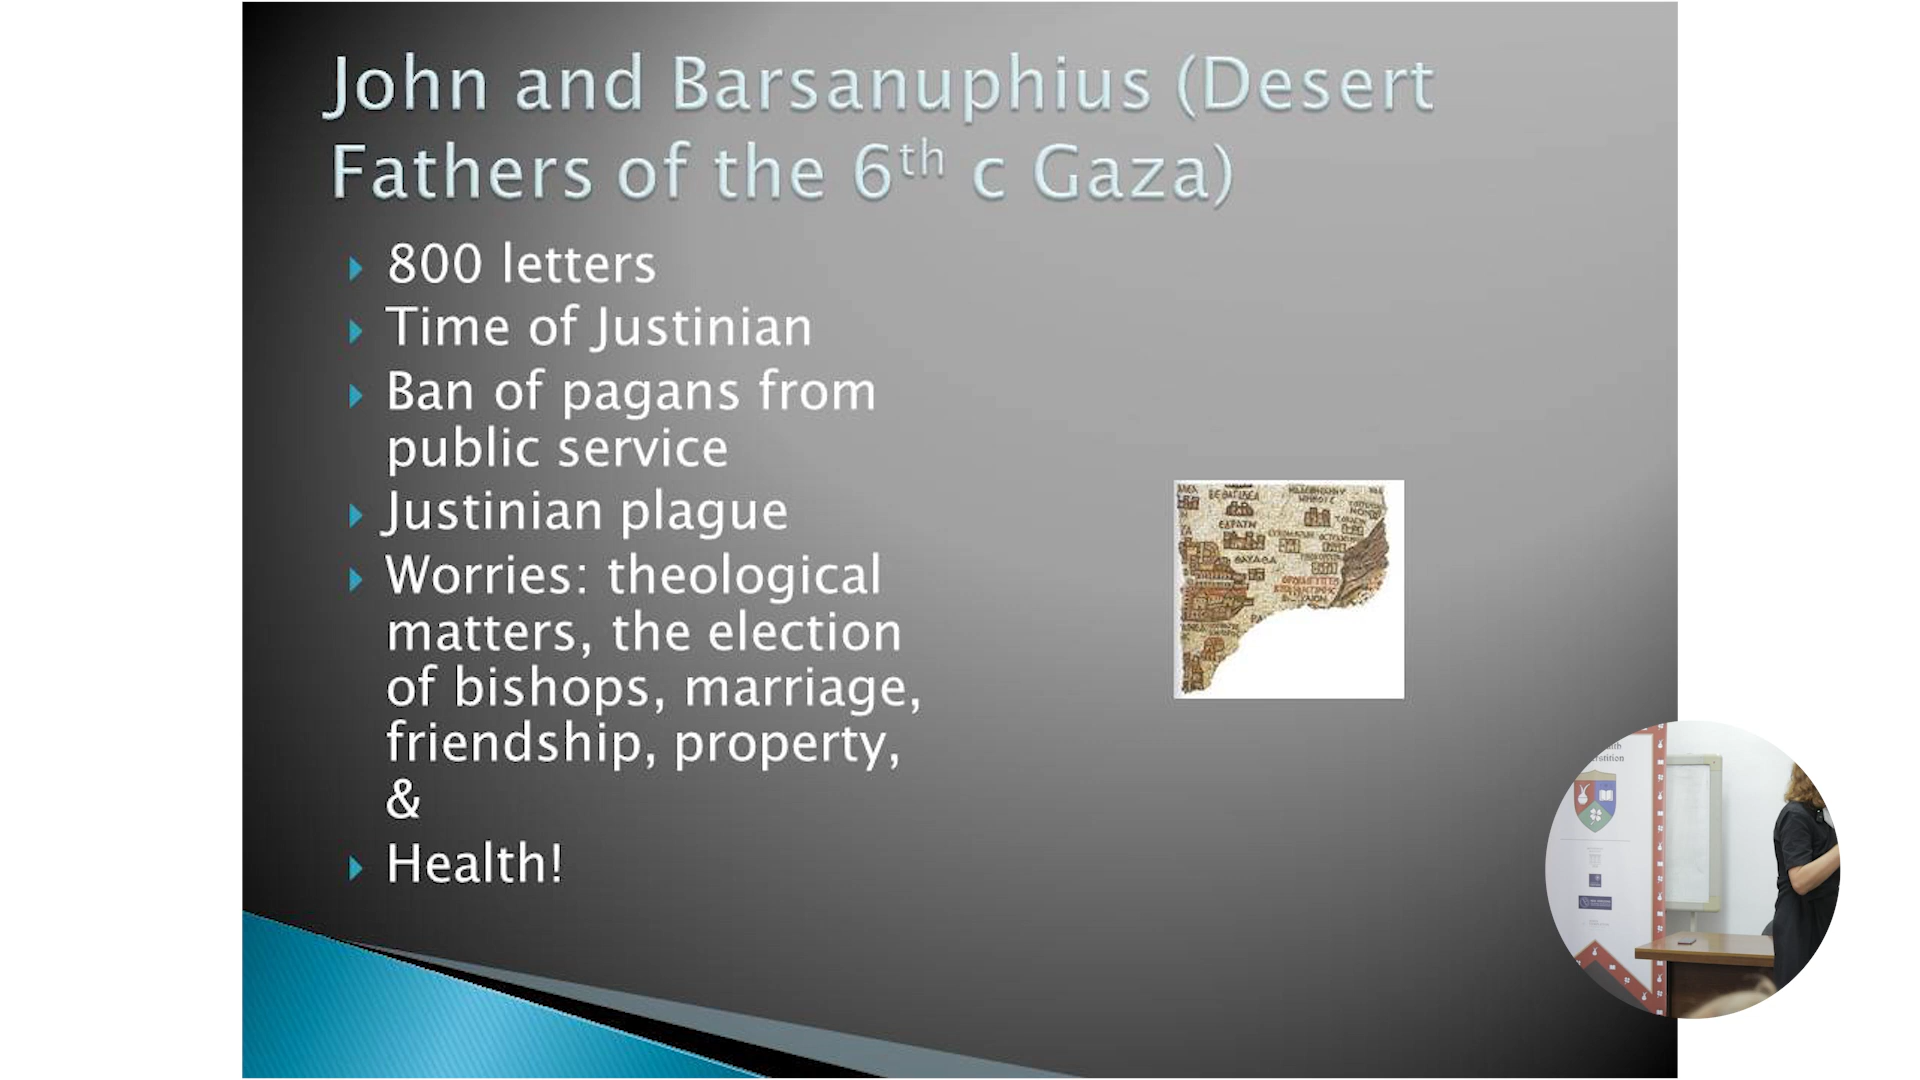 John and Barsanuphius (Desert
Fathers of the 6th c Gaza)
800 letters
Time of Justinian
Ban of pagans from
public service
Justinian plague
Worries: theological
matters, the election
of bishops, marriage,
friendship, property,
&
Health!